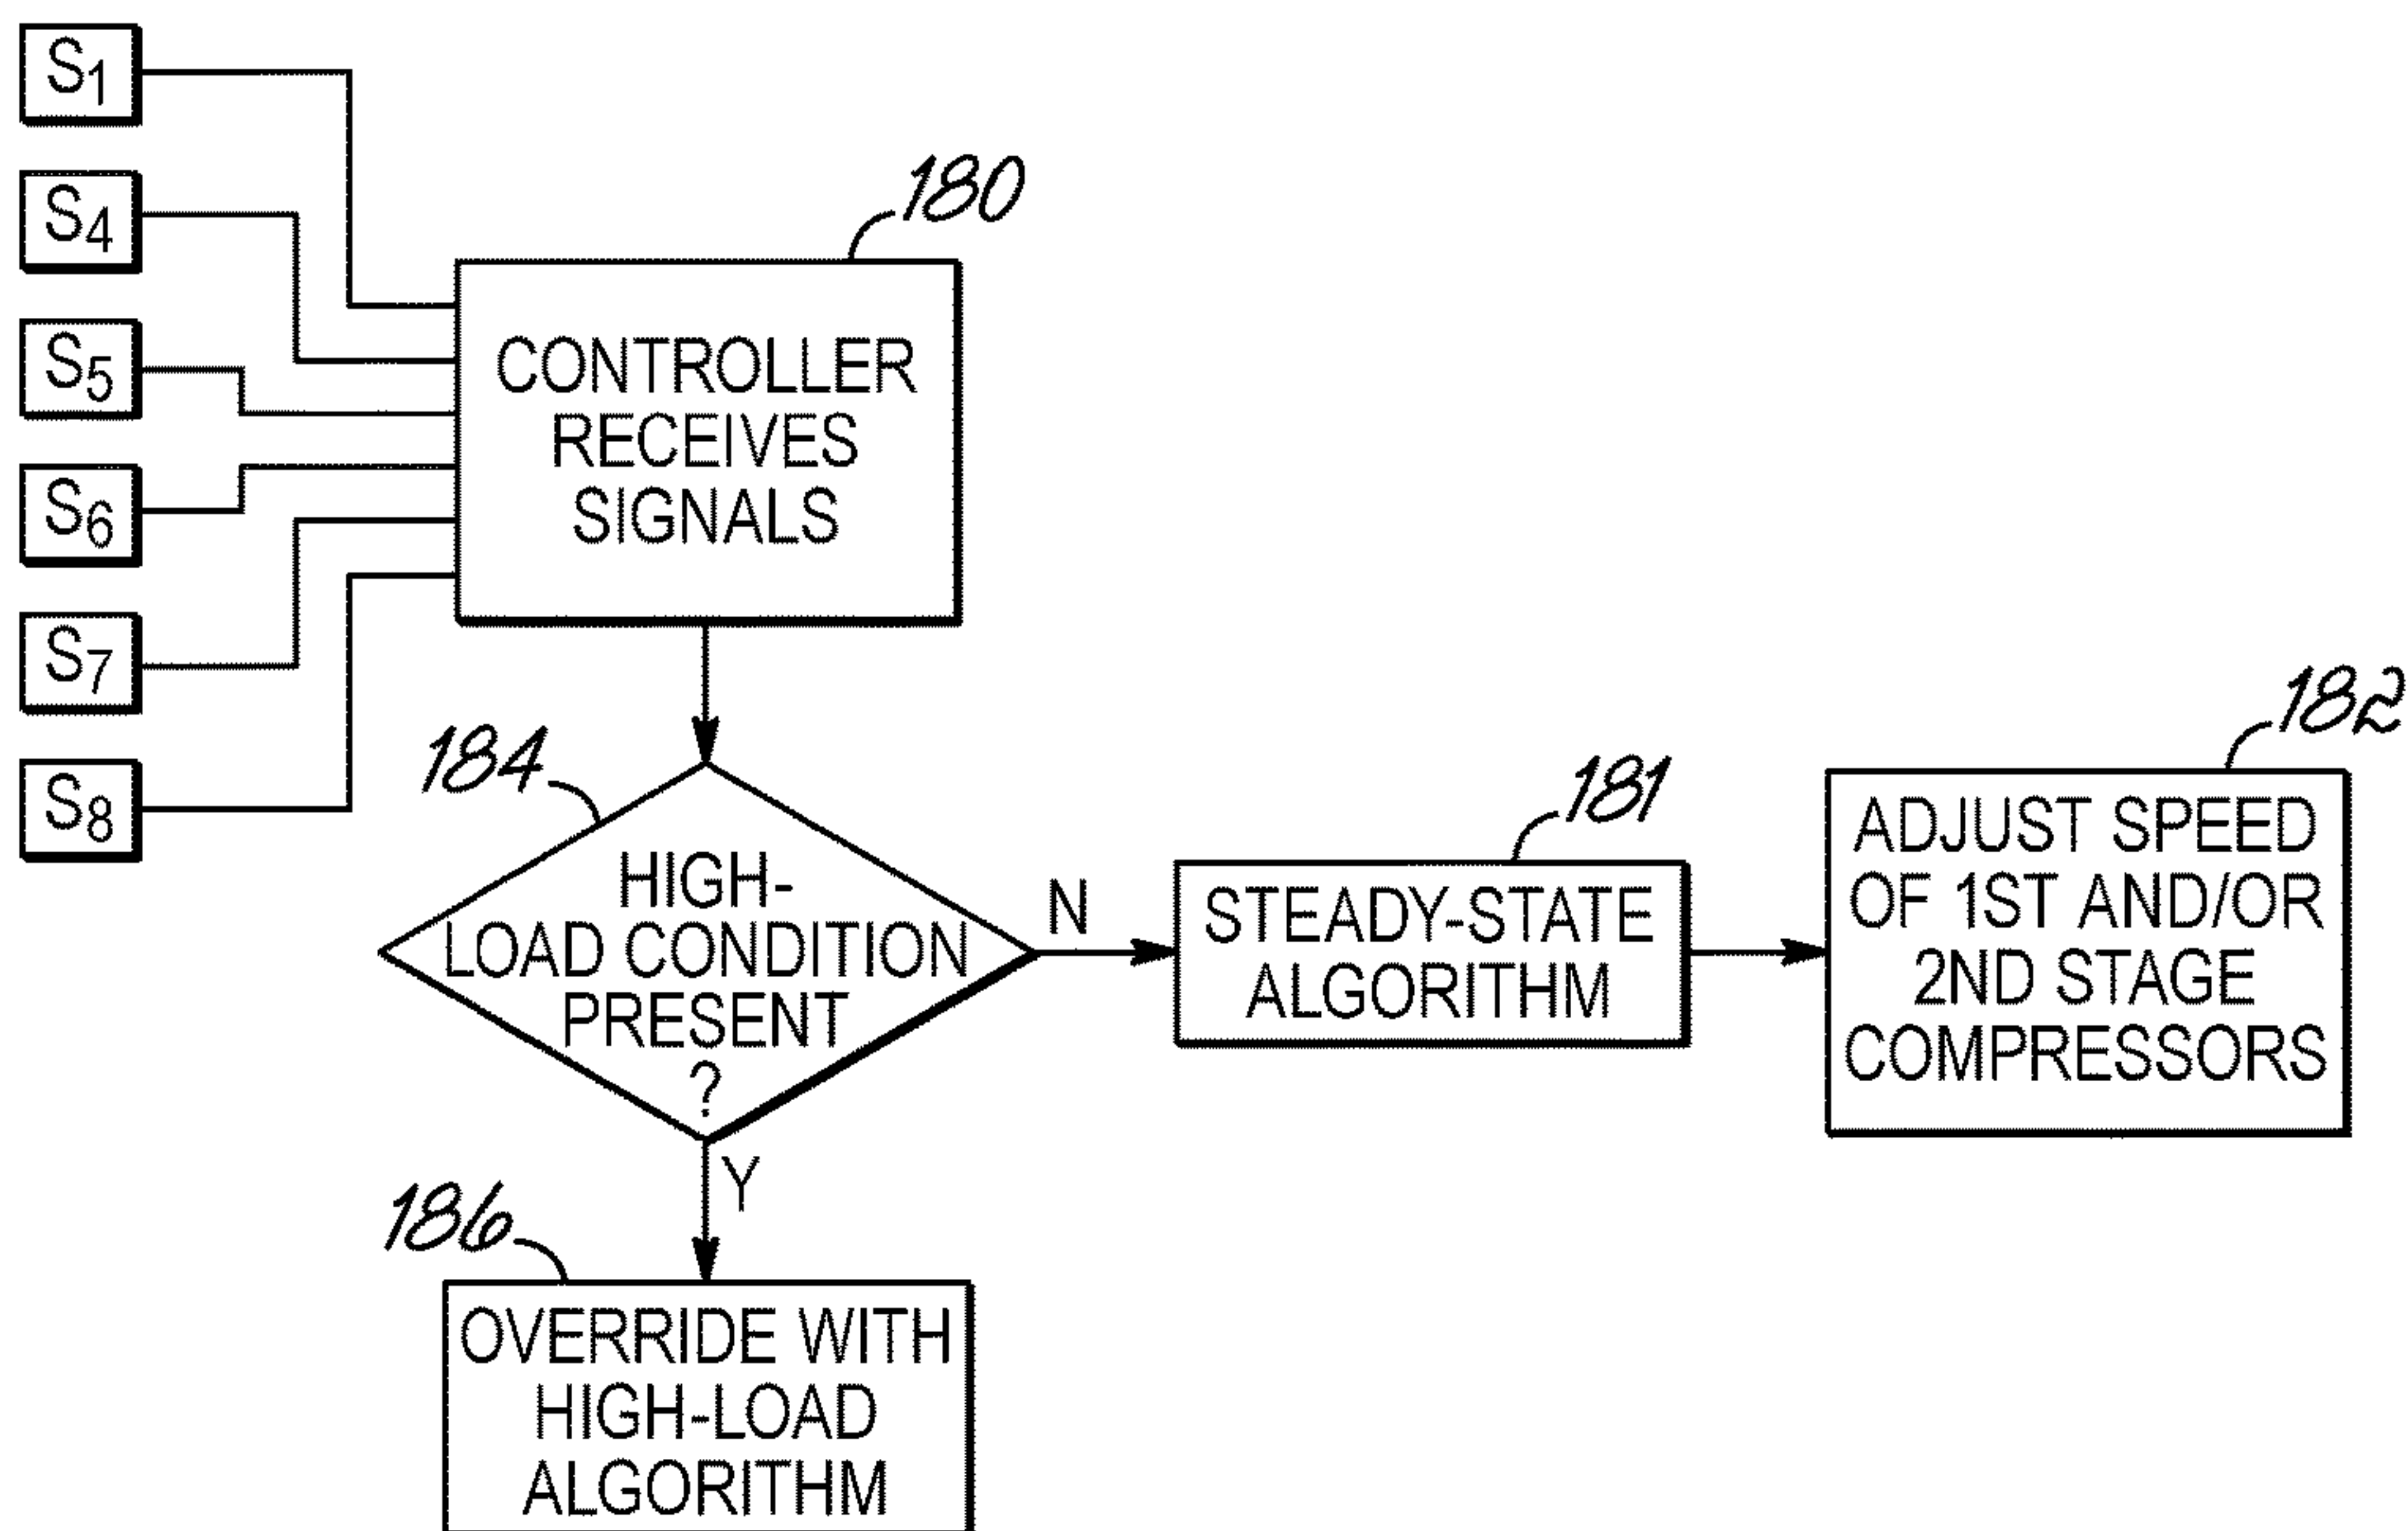 S1
S4
S5
S6
S7
S8
180
CONTROLLER
RECEIVES
SIGNALS
184
HIGH-
LOAD CONDITION
PRESENT
?
N
Y
181
STEADY-STATE
ALGORITHM
182
ADJUST SPEED
OF 1ST AND/OR
2ND STAGE
COMPRESSORS
186
OVERRIDE WITH
HIGH-LOAD
ALGORITHM